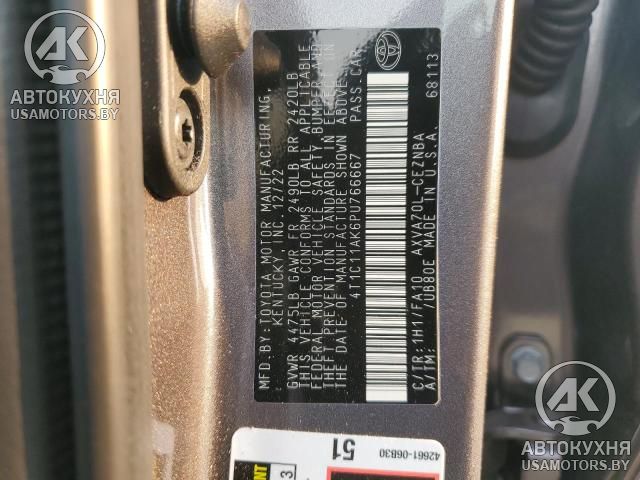 MFD.BY: TOYOTA MOTOR MANUFACTURING,
KENTUCKY, INC. 12/22
GVWR 4475LB GAWR FR 2490LB RR 2420LB
THIS VEHICLE CONFORMS TO ALL APPLICABLE
FEDERAL MOTOR VEHICLE SAFETY, BUMPER, AND
THEFT PREVENTION STANDARDS IN EFFECT ON
THE DATE OF MANUFACTURE SHOWN ABOVE.
4T1C11AK6PU766667 PASS.CAR
C/TR: 1H1/FA10 AXVA70L-CEZNBA
A/TM: /UB80E MADE IN U.S.A. 68113
42661-06B30
51
3
AK
АВТОКУХНЯ
USAMOTORS.BY
AK
АВТОКУХНЯ
USAMOTORS.BY